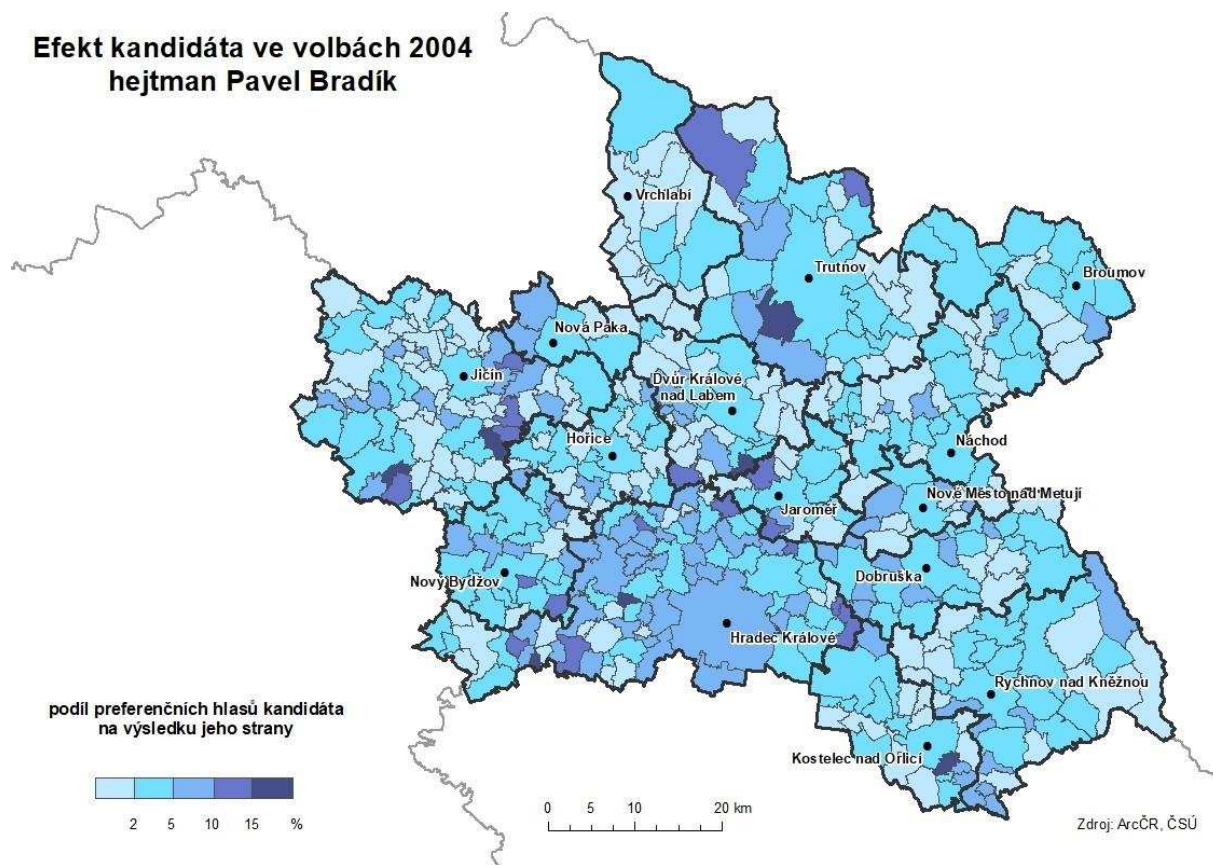 Efekt kandidáta ve volbách 2004
hejtman Pavel Bradík
Vrchlabí
Trutnov
Broumov
Nová Paka
Jičín
Dvůr Králové
nad Labem
Hořice
Náchod
Jaroměř
Nové Město nad Metují
Nový Bydžov
Dobruška
Hradec Králové
Rychnov nad Kněžnou
Kostelec nad Orlicí
podíl preferenčních hlasů kandidáta
na výsledku jeho strany
2 5 10 15 %
0 5 10 20 km
Zdroj: ArcČR, ČSÚ